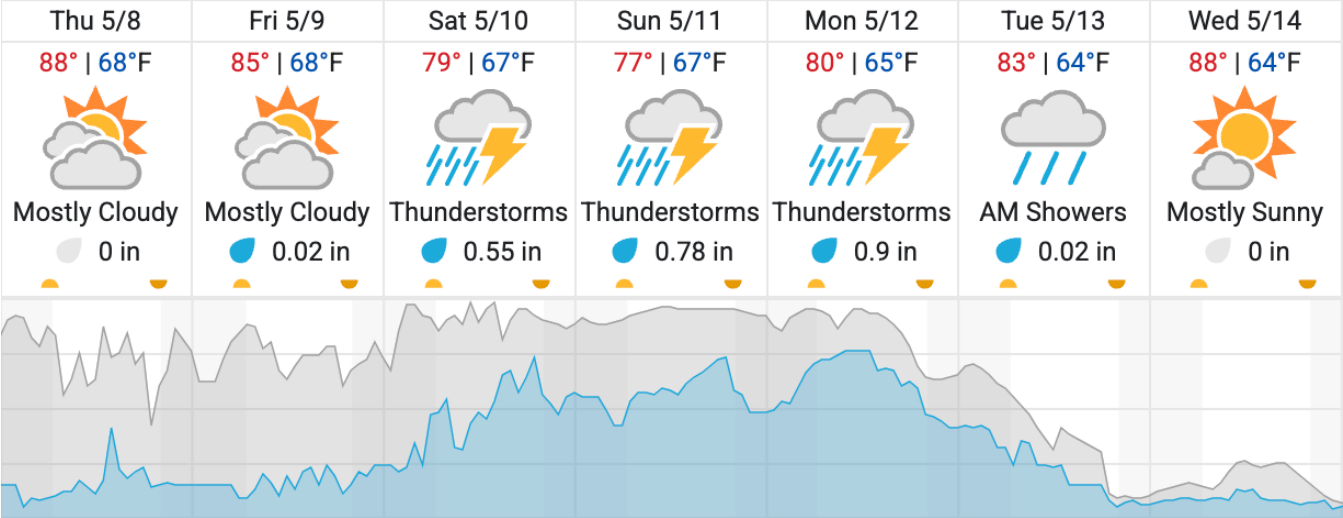 Thu 5/8 Fri 5/9 Sat 5/10 Sun 5/11 Mon 5/12 Tue 5/13 Wed 5/14
88° | 68°F 85° | 68°F 79° | 67°F 77° | 67°F 80° | 65°F 83° | 64°F 88° | 64°F
Mostly Cloudy Mostly Cloudy Thunderstorms Thunderstorms Thunderstorms AM Showers Mostly Sunny
0 in 0.02 in 0.55 in 0.78 in 0.9 in 0.02 in 0 in